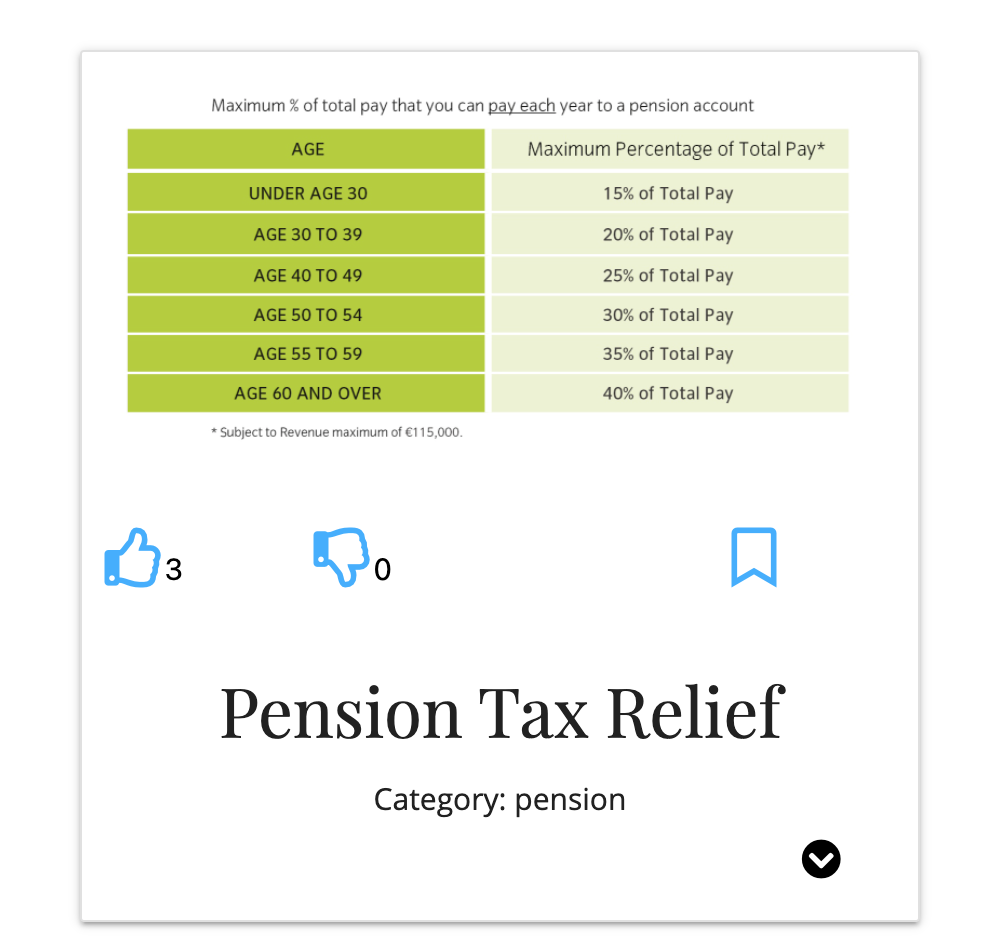 Maximum % of total pay that you can pay each year to a pension account
AGE Maximum Percentage of Total Pay*
UNDER AGE 30 15% of Total Pay
AGE 30 TO 39 20% of Total Pay
AGE 40 TO 49 25% of Total Pay
AGE 50 TO 54 30% of Total Pay
AGE 55 TO 59 35% of Total Pay
AGE 60 AND OVER 40% of Total Pay
* Subject to Revenue maximum of €115,000.
3 0
Pension Tax Relief
Category: pension